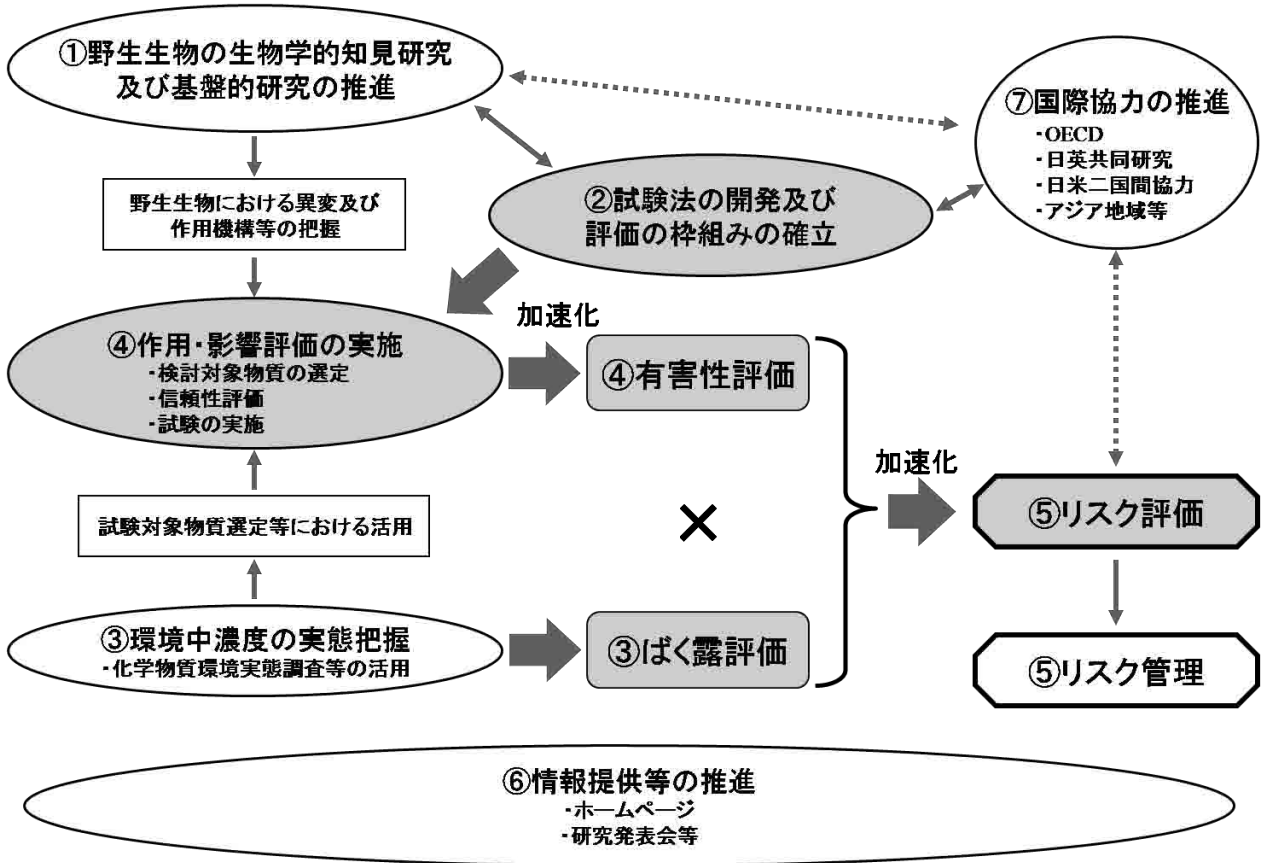 ①野生生物の生物学的知見研究
及び基盤的研究の推進
⑦国際協力の推進
・OECD
・日英共同研究
・日米二国間協力
・アジア地域等
野生生物における異変及び
作用機構等の把握
②試験法の開発及び
評価の枠組みの確立
加速化
④作用・影響評価の実施
・検討対象物質の選定
・信頼性評価
・試験の実施
④有害性評価
加速化
試験対象物質選定等における活用
×
⑤リスク評価
③環境中濃度の実態把握
・化学物質環境実態調査等の活用
③ばく露評価
⑤リスク管理
⑥情報提供等の推進
・ホームページ
・研究発表会等